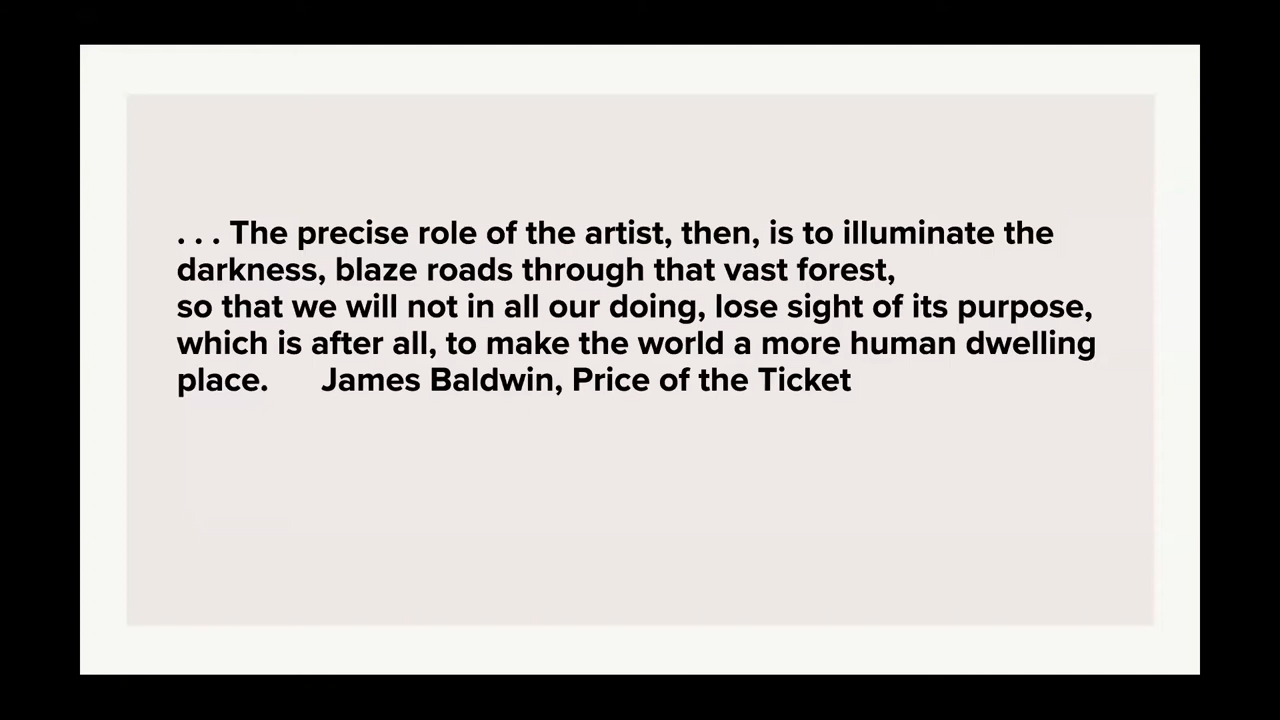 . . . The precise role of the artist, then, is to illuminate the
darkness, blaze roads through that vast forest,
so that we will not in all our doing, lose sight of its purpose,
which is after all, to make the world a more human dwelling
place. James Baldwin, Price of the Ticket